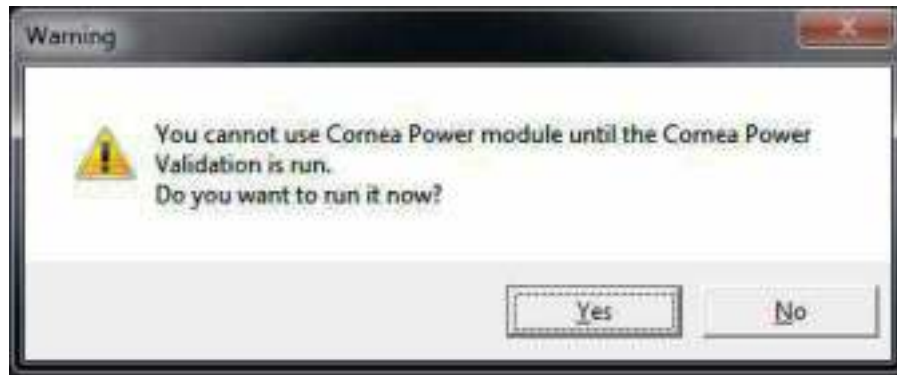 Warning
You cannot use Cornea Power module until the Cornea Power
Validation is run.
Do you want to run it now?
Yes
No